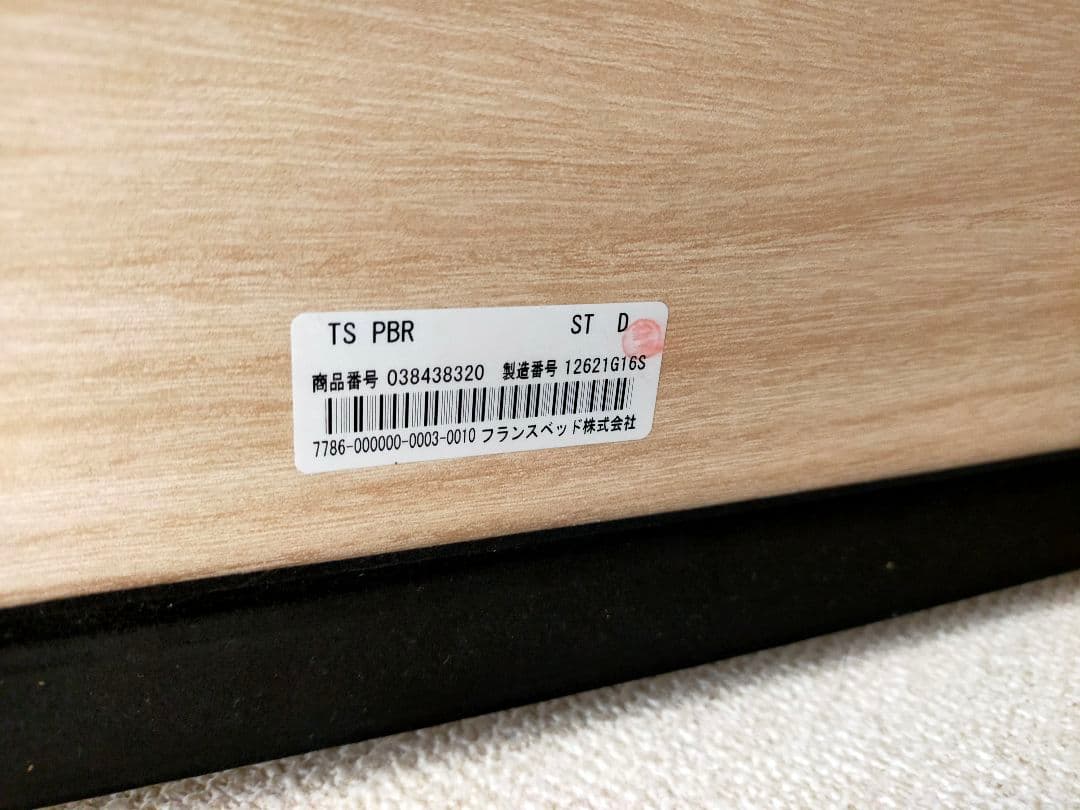 TS PBR ST D
商品番号 038438320 製造番号 12621G16S
7786-000000-0003-0010 フランスベッド株式会社